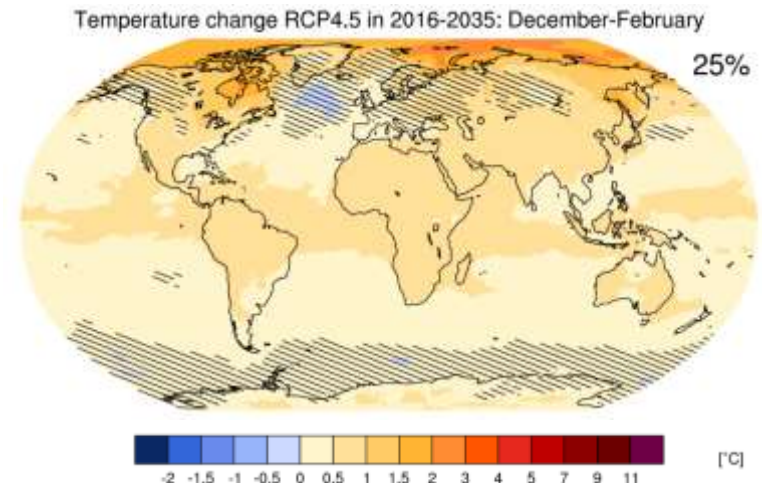 Temperature change RCP4.5 in 2016-2035: December-February
25%
-2 -1.5 -1 -0.5 0 0.5 1 1.5 2 3 4 5 7 9 11
[°C]